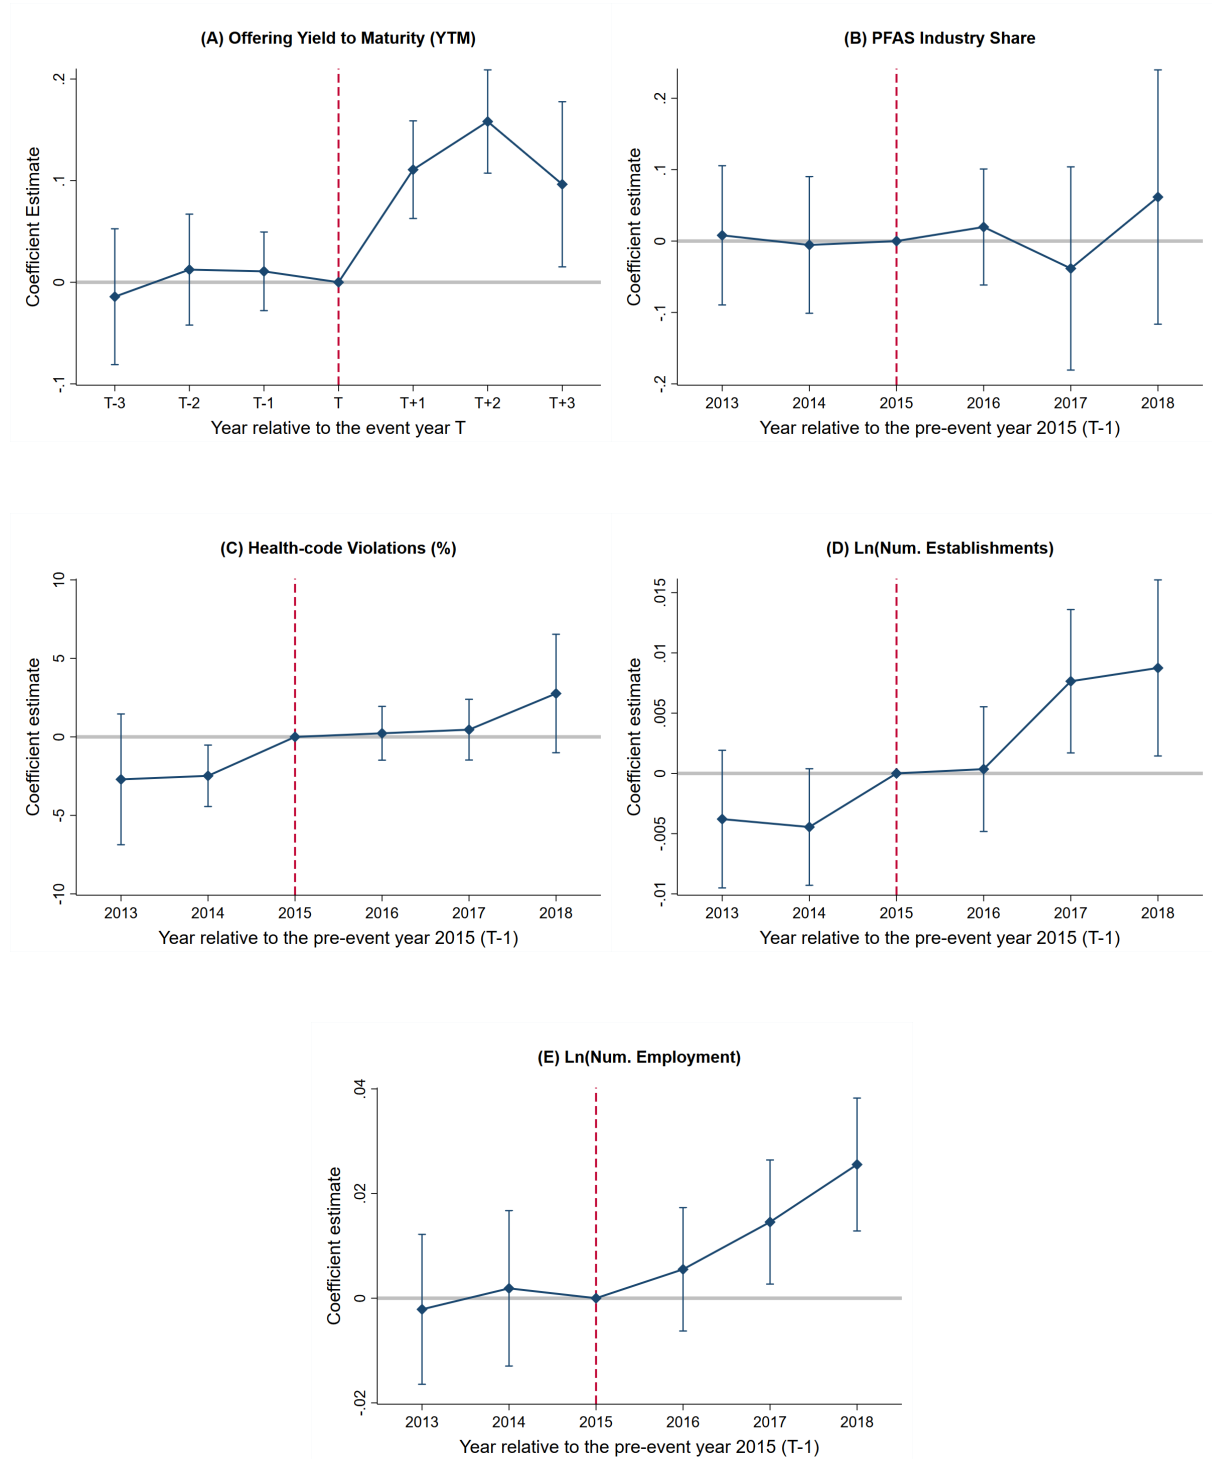 (A) Offering Yield to Maturity (YTM)
Coefficient Estimate
.2
.1
0
-.1
T-3 T-2 T-1 T T+1 T+2 T+3
Year relative to the event year T
(B) PFAS Industry Share
Coefficient estimate
.2
.1
0
-.1
-.2
2013 2014 2015 2016 2017 2018
Year relative to the pre-event year 2015 (T-1)
(C) Health-code Violations (%)
Coefficient estimate
10
5
0
-5
-10
2013 2014 2015 2016 2017 2018
Year relative to the pre-event year 2015 (T-1)
(D) Ln(Num. Establishments)
Coefficient estimate
.015
.01
.005
0
-.005
-.01
2013 2014 2015 2016 2017 2018
Year relative to the pre-event year 2015 (T-1)
(E) Ln(Num. Employment)
Coefficient estimate
.04
.02
0
-.02
2013 2014 2015 2016 2017 2018
Year relative to the pre-event year 2015 (T-1)